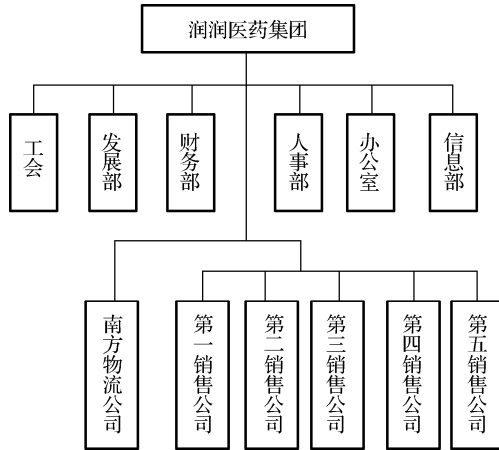 润润医药集团
工会
发展部
财务部
人事部
办公室
信息部
南方物流公司
第一销售公司
第二销售公司
第三销售公司
第四销售公司
第五销售公司